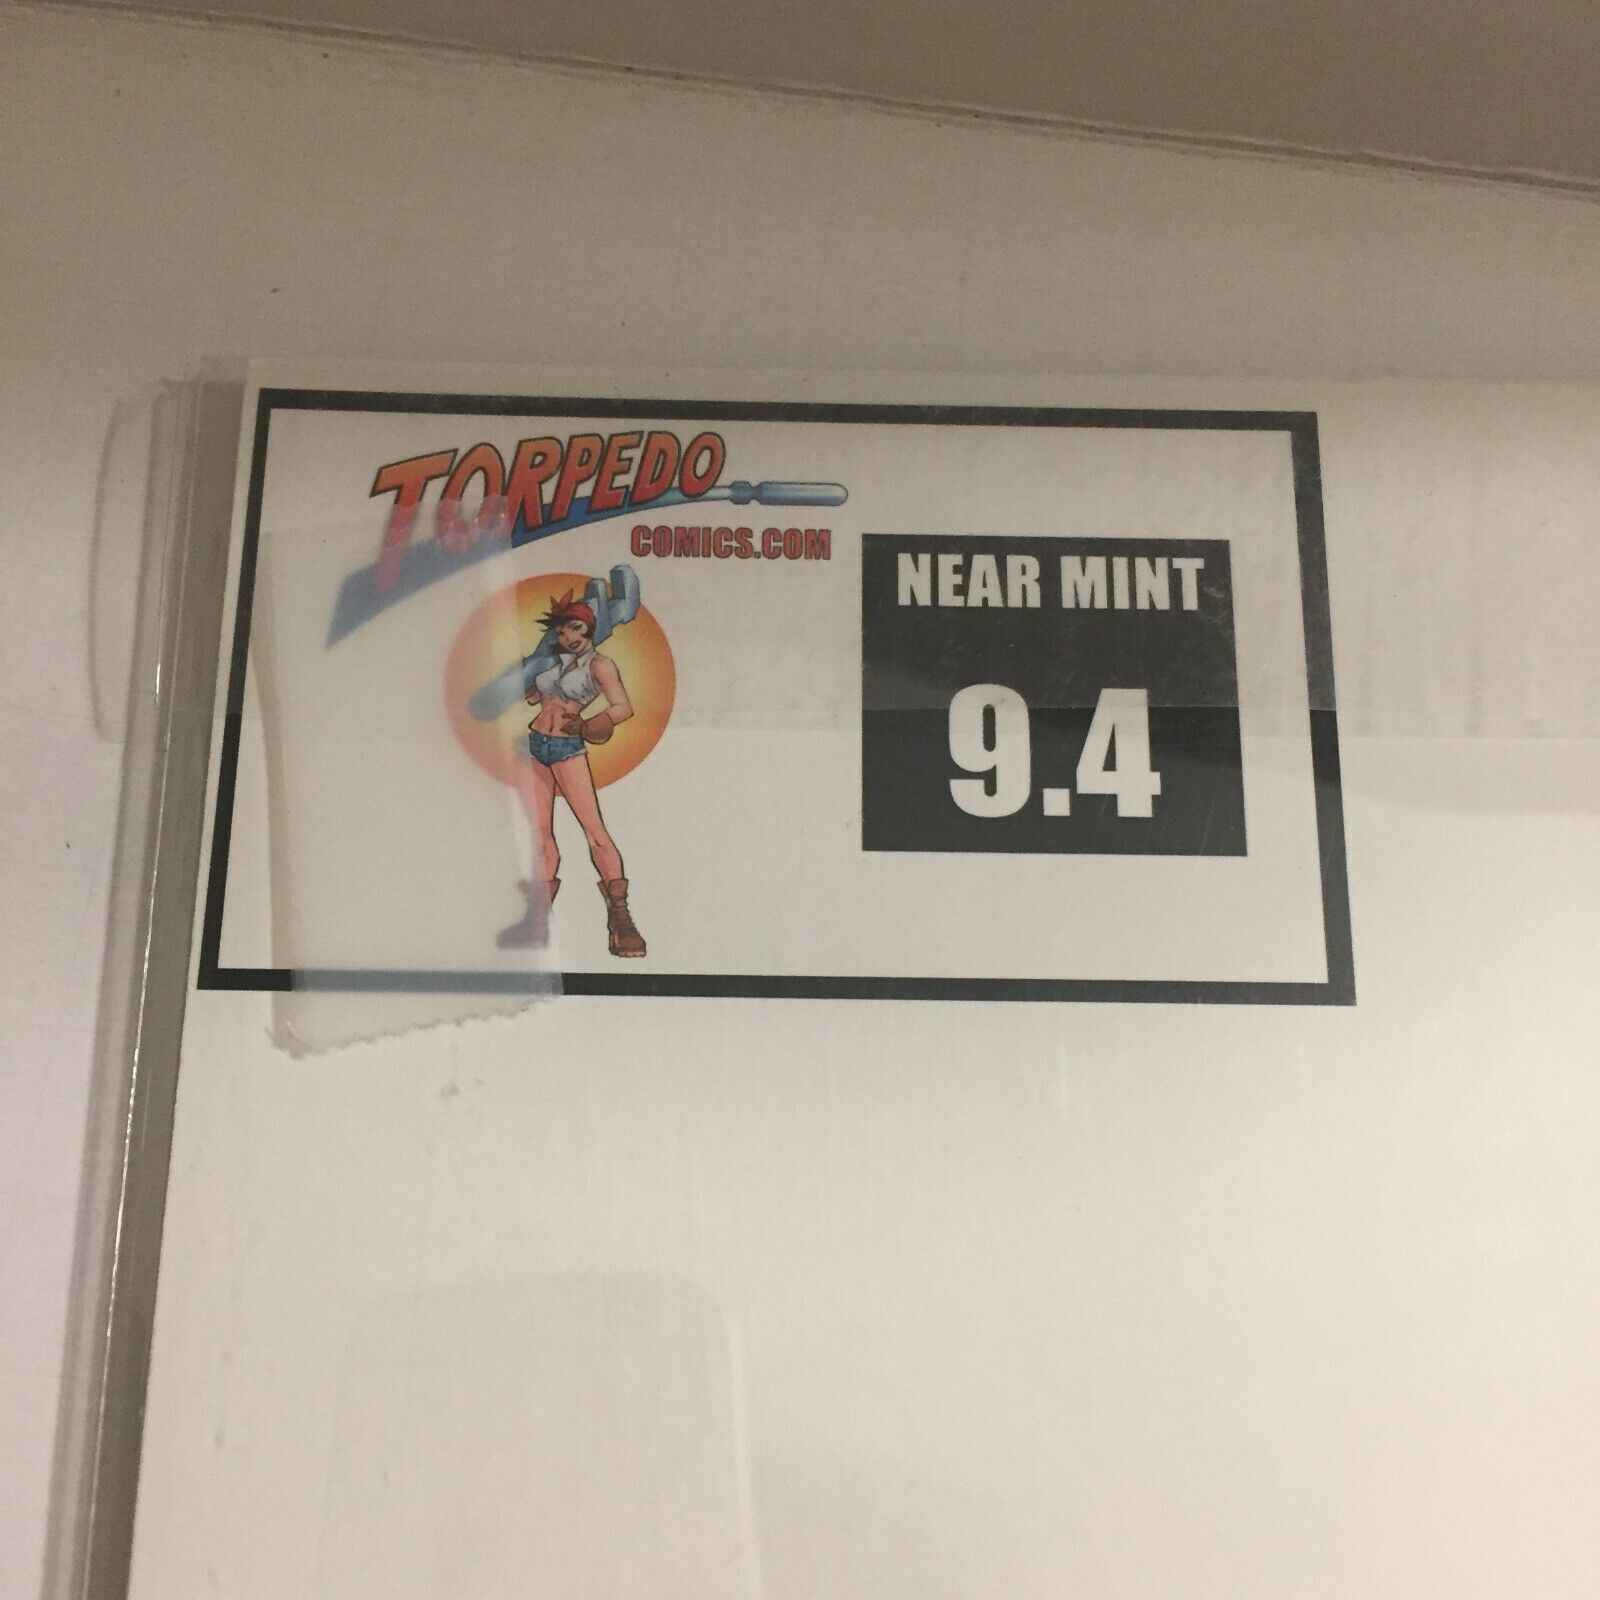 TORPEDO
COMICS.COM
NEAR MINT
9.4